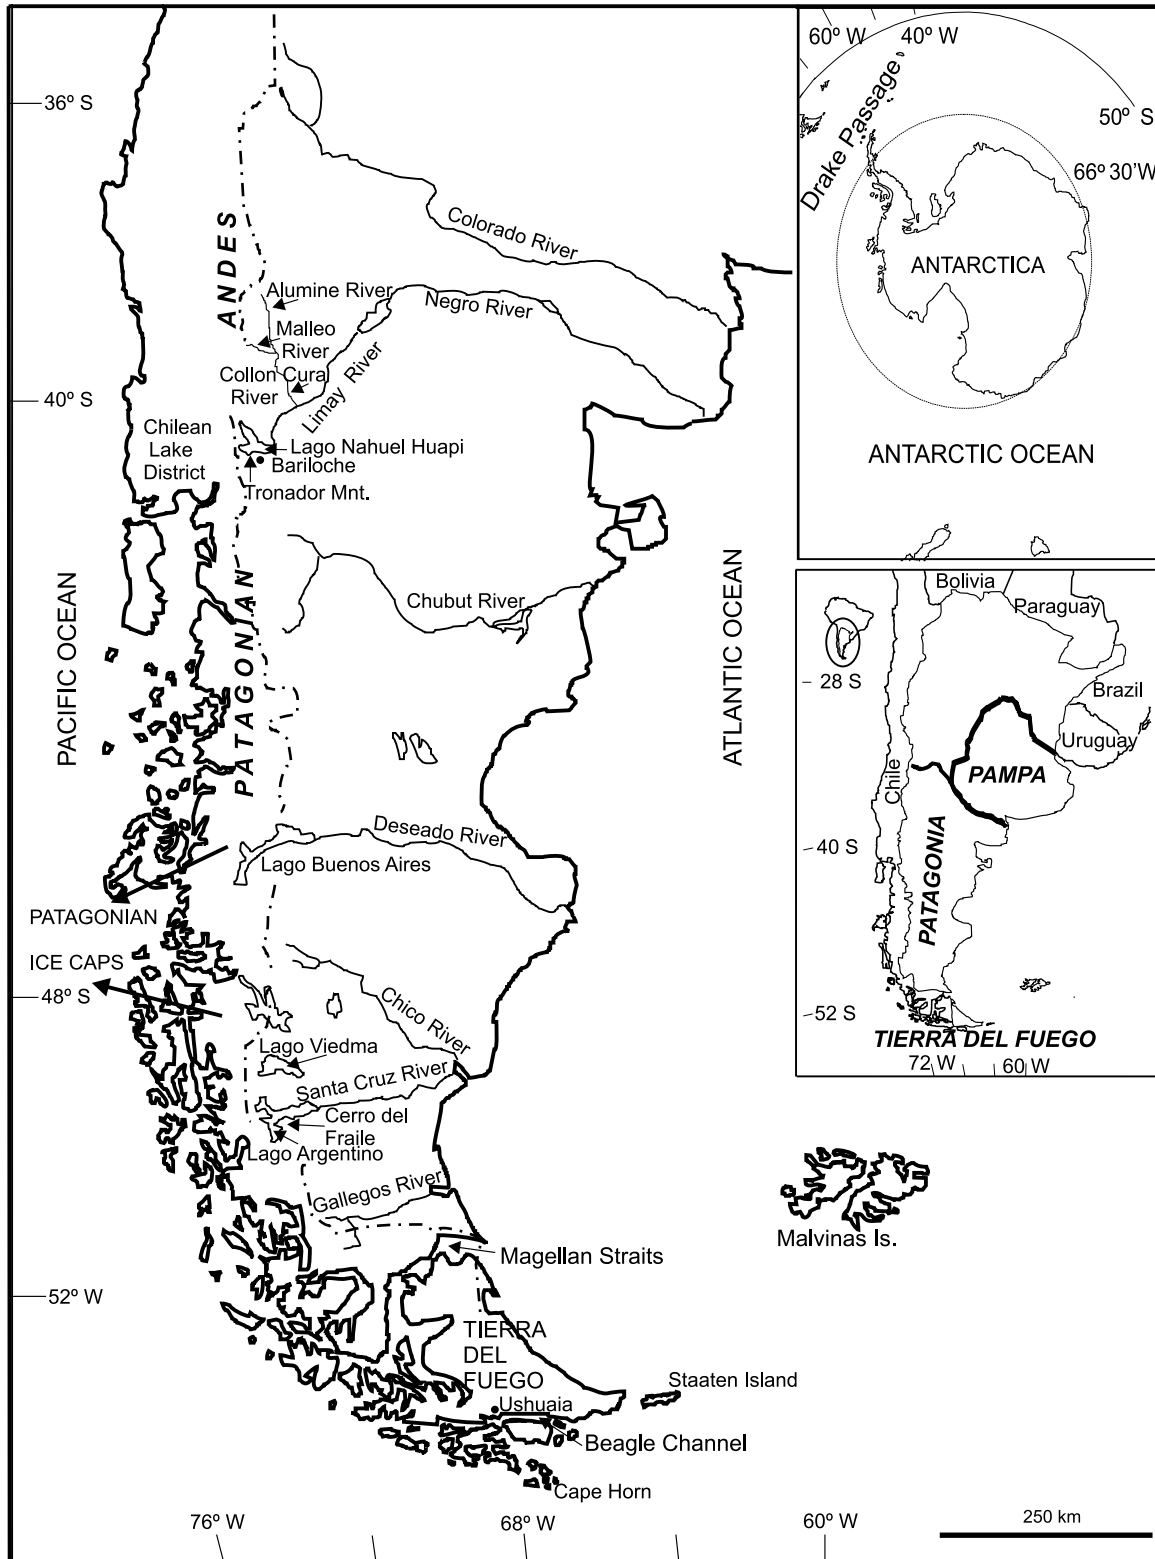 36º S
40º S
48º S
52º W
76º W
68º W
60º W
250 km
PACIFIC OCEAN
ATLANTIC OCEAN
PATAGONIAN
ANDES
Colorado River
Alumine River
Negro River
Malleo
River
Collon Cura
River
Limay River
Chilean
Lake
District
Lago Nahuel Huapi
Bariloche
Tronador Mnt.
Chubut River
Deseado River
Lago Buenos Aires
PATAGONIAN
ICE CAPS
Chico River
Lago Viedma
Santa Cruz River
Cerro del
Fraile
Lago Argentino
Gallegos River
Magellan Straits
Malvinas Is.
TIERRA
DEL
FUEGO
Ushuaia
Staaten Island
Beagle Channel
Cape Horn
60º W
40º W
50º S
66º 30'W
Drake Passage
ANTARCTICA
ANTARCTIC OCEAN
Bolivia
Paraguay
28 S
Brazil
Uruguay
PAMPA
Chile
40 S
PATAGONIA
52 S
TIERRA DEL FUEGO
72 W
60 W